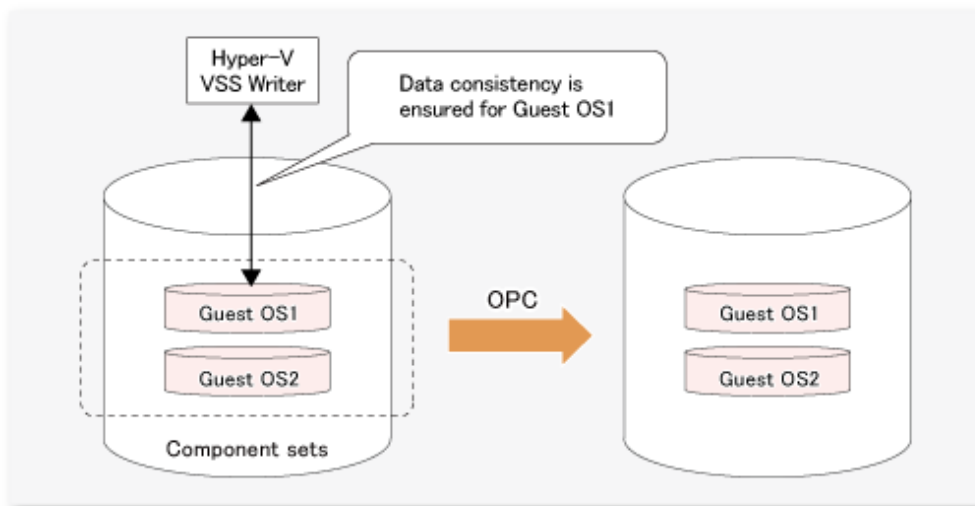 Hyper-V
VSS Writer
Data consistency is
ensured for Guest OS1
Guest OS1
Guest OS2
Component sets
OPC
Guest OS1
Guest OS2